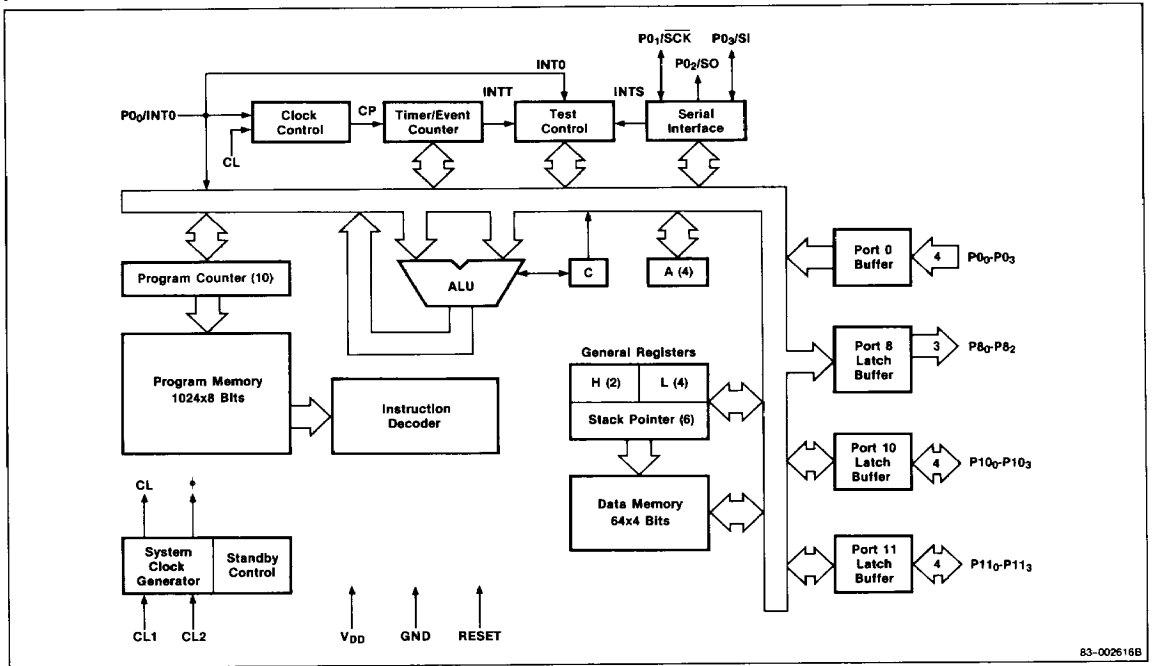 P0₁/S̅C̅K̅ P0₃/SI
P0₂/SO
INT0
INTT
INTS
P0₀/INT0
Clock
Control
CP
Timer/Event
Counter
Test
Control
Serial
Interface
CL
Program Counter (10)
ALU
C
A (4)
Port 0
Buffer
4
P0₀-P0₃
Program Memory
1024x8 Bits
Instruction
Decoder
General Registers
H (2)
L (4)
Stack Pointer (6)
Port 8
Latch
Buffer
3
P8₀-P8₂
Data Memory
64x4 Bits
Port 10
Latch
Buffer
4
P10₀-P10₃
CL
ϕ
System
Clock
Generator
Standby
Control
Port 11
Latch
Buffer
4
P11₀-P11₃
CL1
CL2
V_DD
GND
RESET
83-002616B